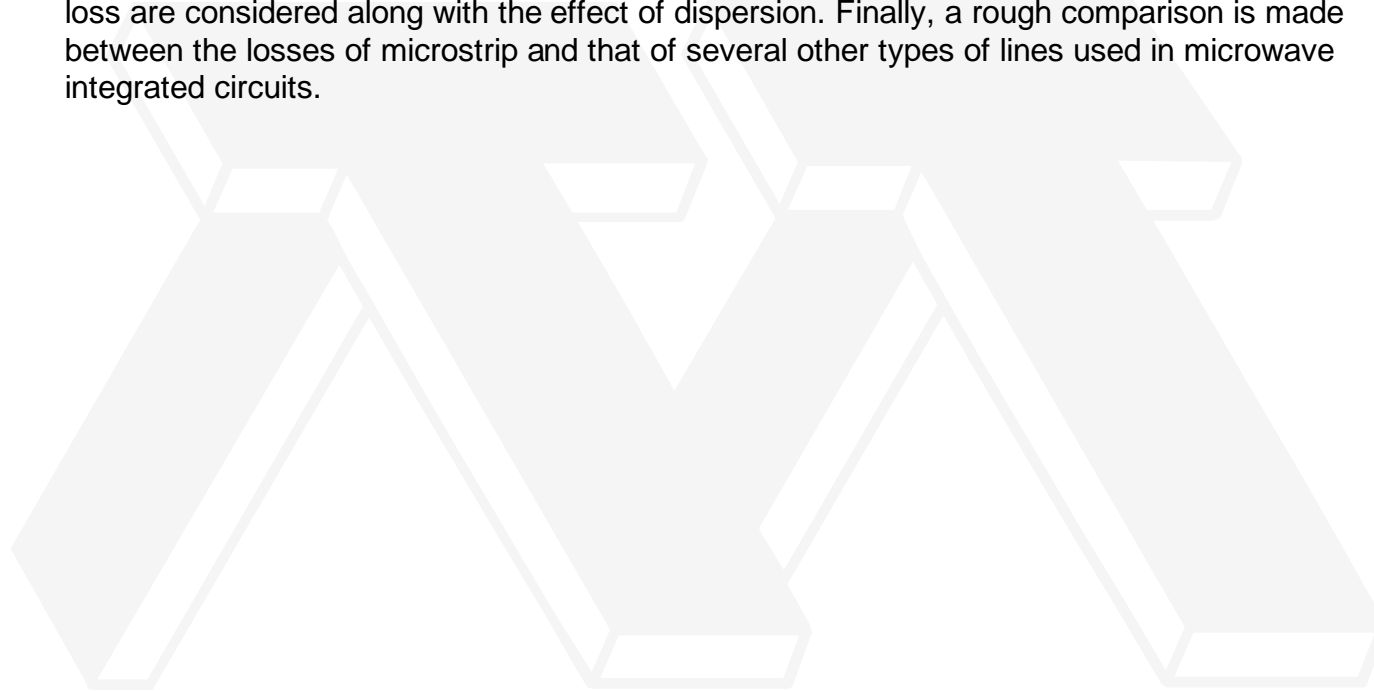 loss are considered along with the effect of dispersion. Finally, a rough comparison is made
between the losses of microstrip and that of several other types of lines used in microwave
integrated circuits.